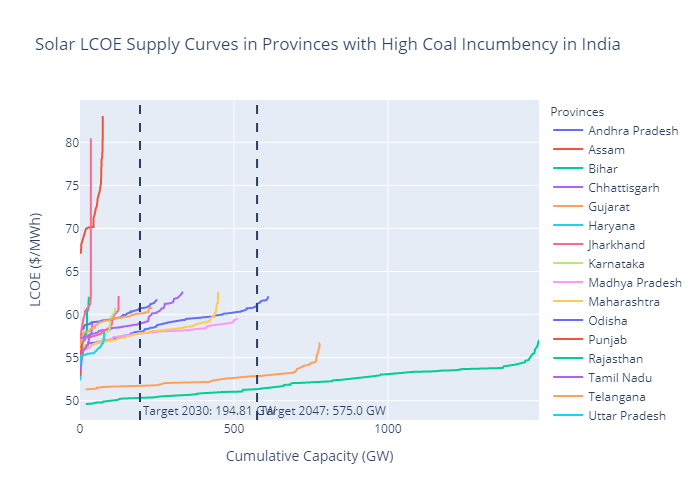 Solar LCOE Supply Curves in Provinces with High Coal Incumbency in India
Provinces
Andhra Pradesh
Assam
Bihar
Chhattisgarh
Gujarat
Haryana
Jharkhand
Karnataka
Madhya Pradesh
Maharashtra
Odisha
Punjab
Rajasthan
Tamil Nadu
Telangana
Uttar Pradesh
LCOE ($/MWh)
80
75
70
65
60
55
50
Target 2030: 194.81 GW
Target 2047: 575.0 GW
0
500
1000
Cumulative Capacity (GW)